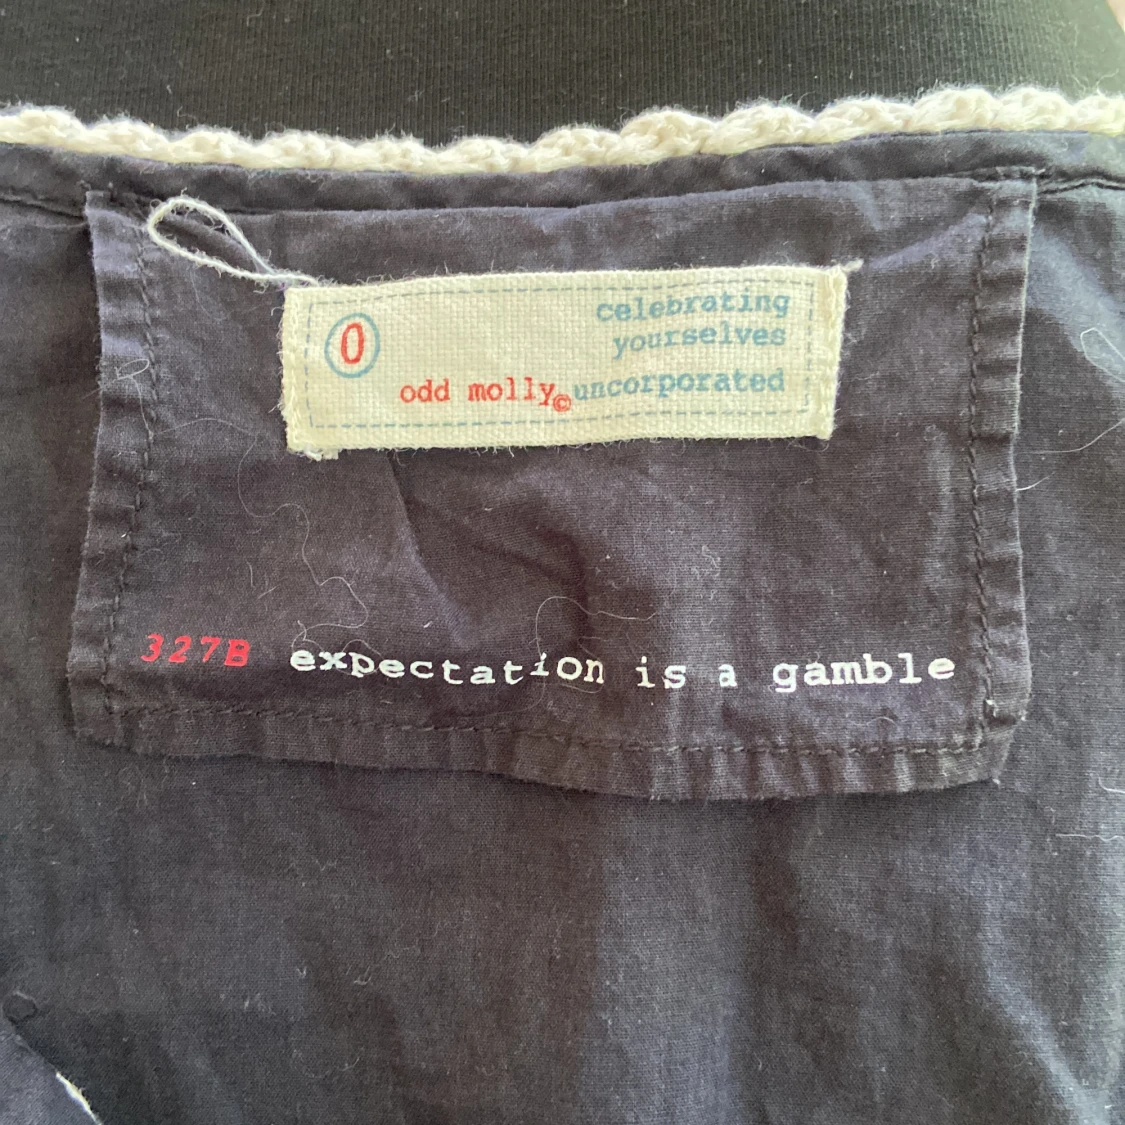 0
celebrating
yourselves
odd molly© uncorporated
327B expectation is a gamble